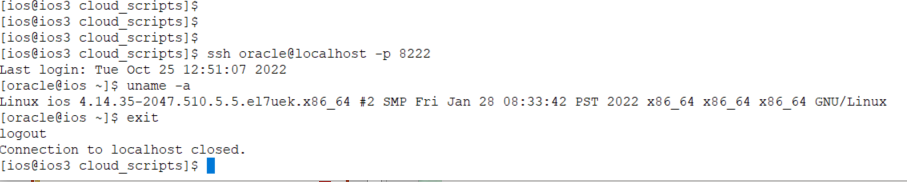 [ios@ios3 cloud_scripts]$
[ios@ios3 cloud_scripts]$
[ios@ios3 cloud_scripts]$
[ios@ios3 cloud_scripts]$ ssh oracle@localhost -p 8222
Last login: Tue Oct 25 12:51:07 2022
[oracle@ios ~]$ uname -a
Linux ios 4.14.35-2047.510.5.5.el7uek.x86_64 #2 SMP Fri Jan 28 08:33:42 PST 2022 x86_64 x86_64 x86_64 GNU/Linux
[oracle@ios ~]$ exit
logout
Connection to localhost closed.
[ios@ios3 cloud_scripts]$